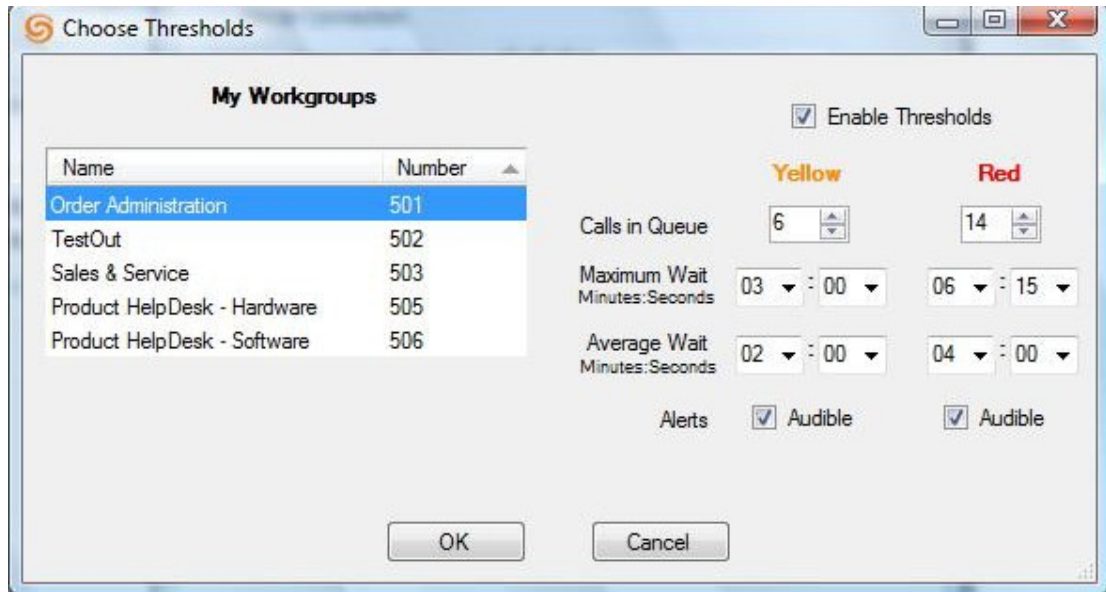 Choose Thresholds
My Workgroups
Enable Thresholds
Name Number
Yellow Red
Order Administration 501
Calls in Queue 6 14
TestOut 502
Sales & Service 503
Maximum Wait
Minutes:Seconds
03 : 00 06 : 15
Product HelpDesk - Hardware 505
Product HelpDesk - Software 506
Average Wait
Minutes:Seconds
02 : 00 04 : 00
Alerts Audible Audible
OK Cancel